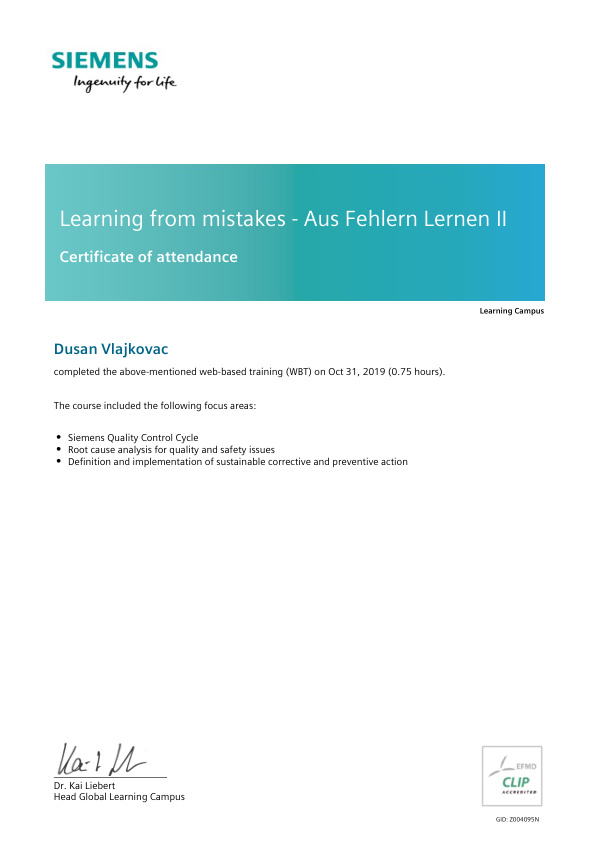 SIEMENS
Ingenuity for life
Learning from mistakes - Aus Fehlern Lernen II
Certificate of attendance
Learning Campus
Dusan Vlajkovac
completed the above-mentioned web-based training (WBT) on Oct 31, 2019 (0.75 hours).
The course included the following focus areas:
• Siemens Quality Control Cycle
• Root cause analysis for quality and safety issues
• Definition and implementation of sustainable corrective and preventive action
Dr. Kai Liebert
Head Global Learning Campus
EFMD
CLIP
ACCREDITED
GID: Z004095N